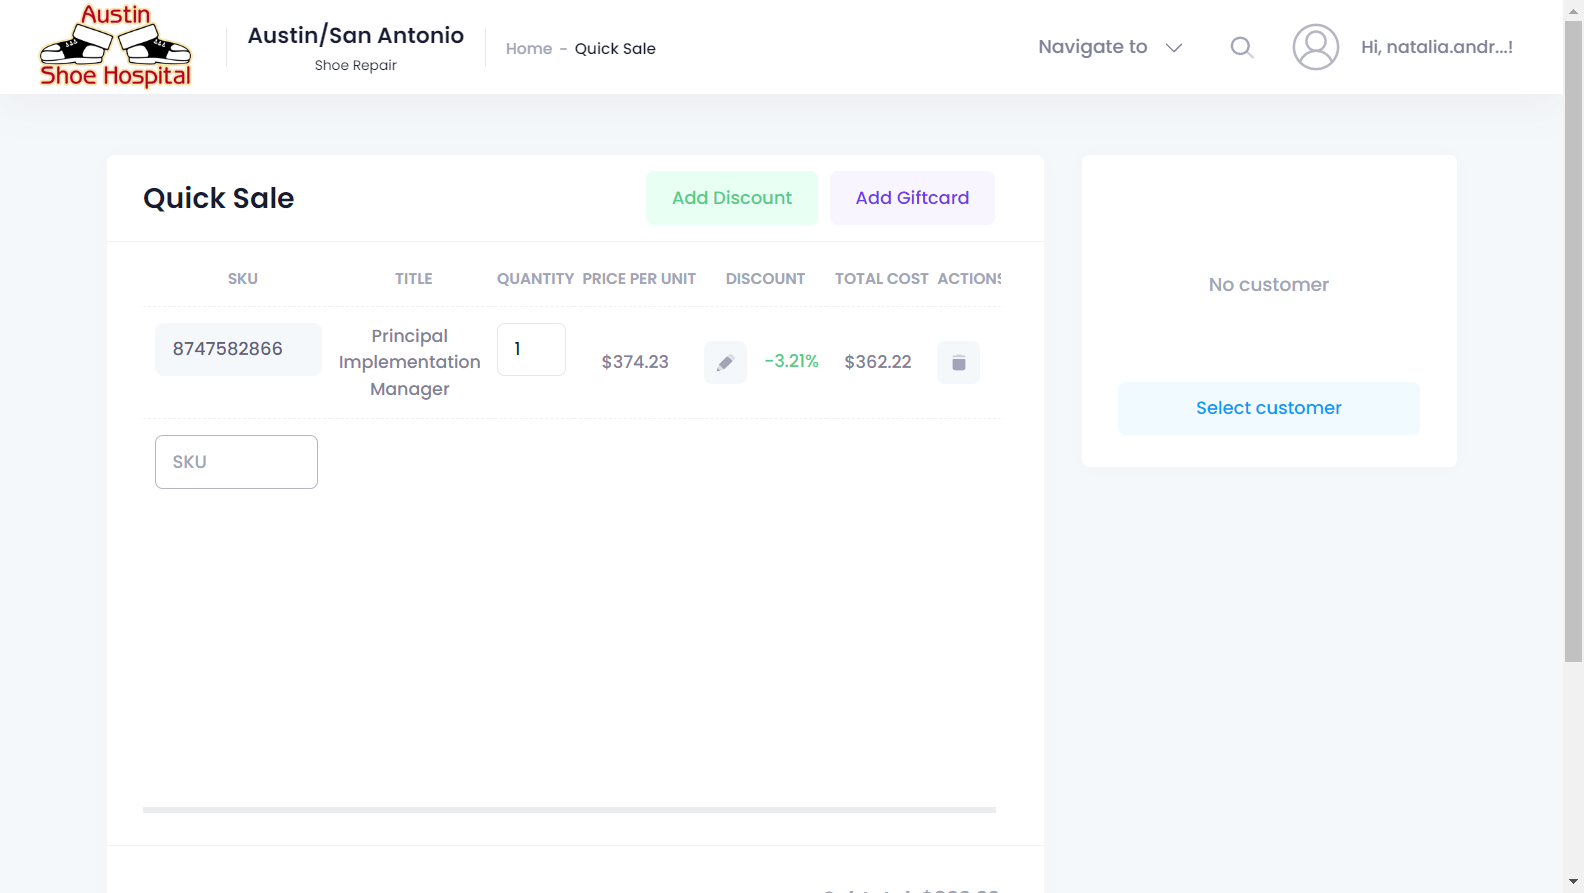 Austin
Shoe Hospital
Austin/San Antonio
Shoe Repair
Home - Quick Sale
Navigate to
Hi, natalia.andr...!
Quick Sale
Add Discount
Add Giftcard
SKU TITLE QUANTITY PRICE PER UNIT DISCOUNT TOTAL COST ACTIONS
8747582866
Principal
Implementation
Manager
1
$374.23
-3.21%
$362.22
SKU
No customer
Select customer